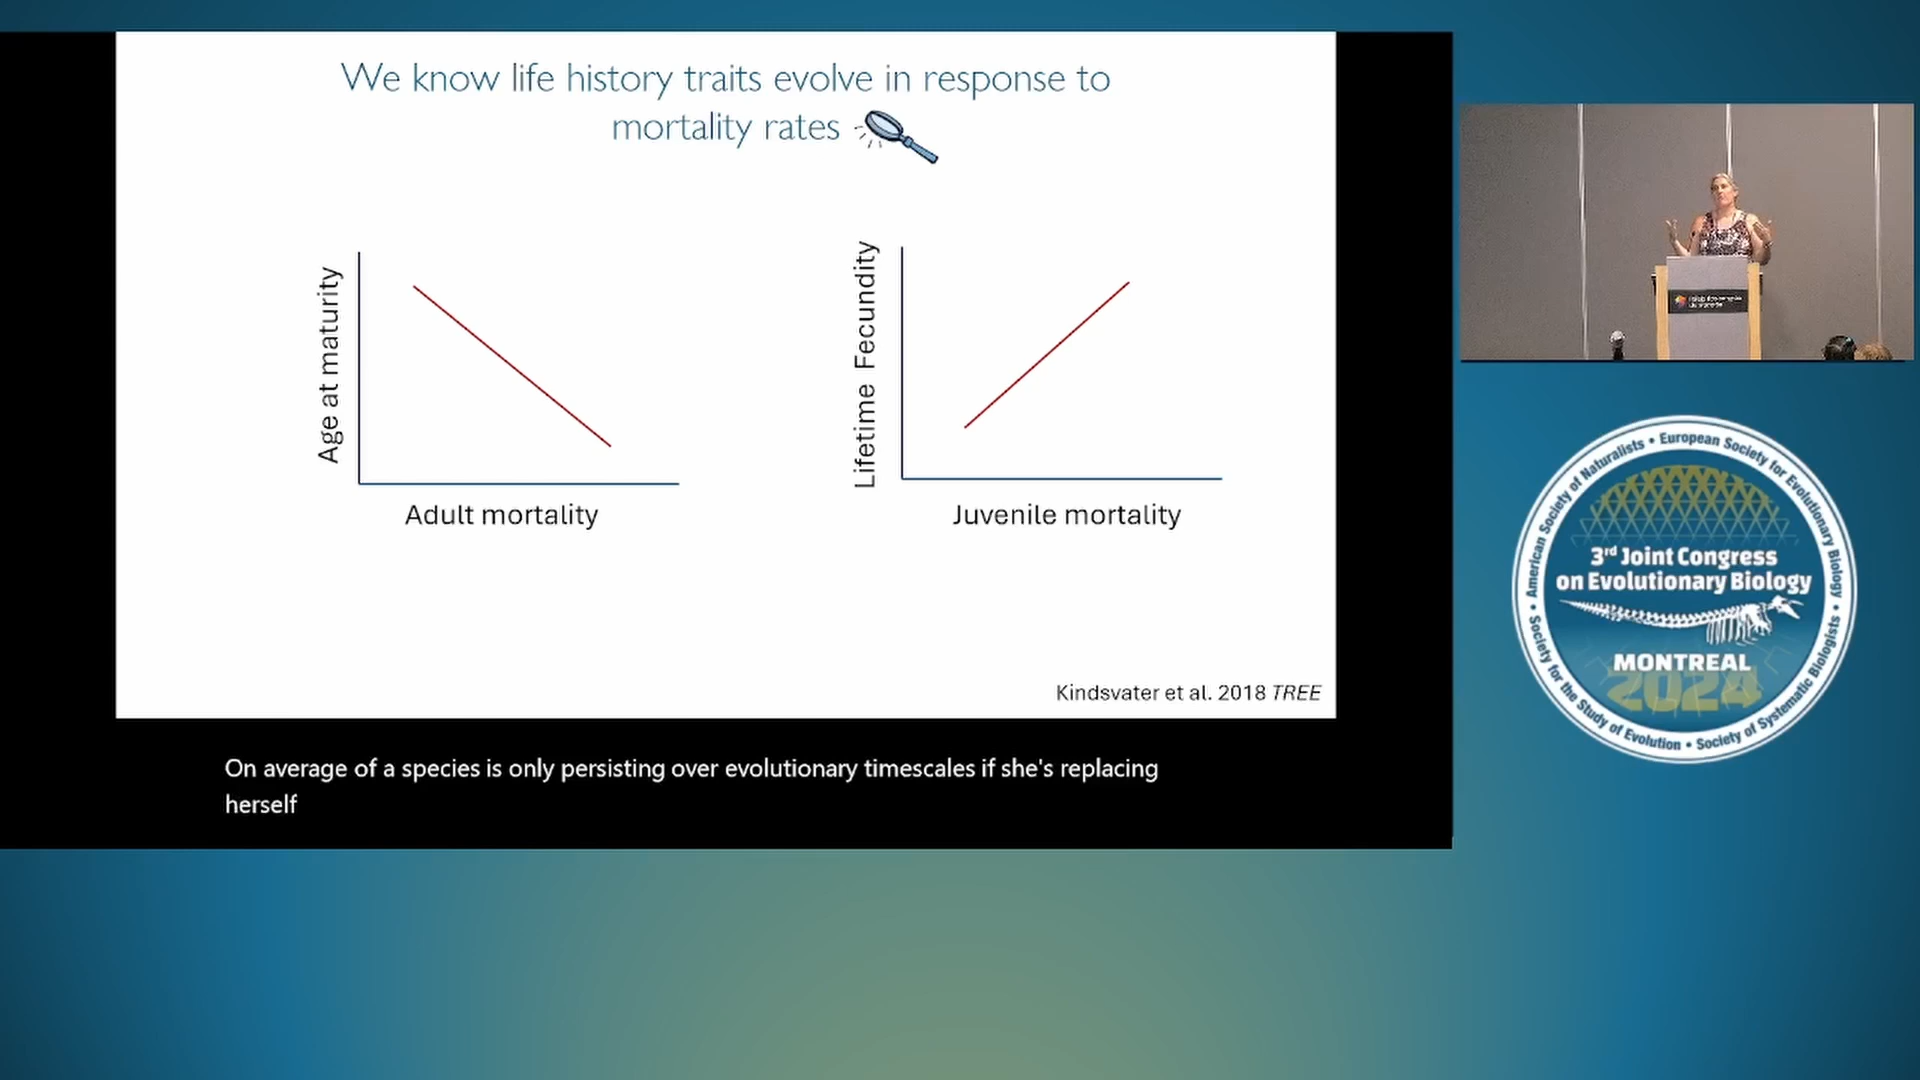 We know life history traits evolve in response to
mortality rates
Age at maturity
Adult mortality
Lifetime Fecundity
Juvenile mortality
Kindsvater et al. 2018 TREE
On average of a species is only persisting over evolutionary timescales if she's replacing
herself
American Society of Naturalists • European Society for Evolutionary Biology •
Society for the Study of Evolution • Society of Systematic Biologists •
3rd Joint Congress
on Evolutionary Biology
MONTREAL
2024